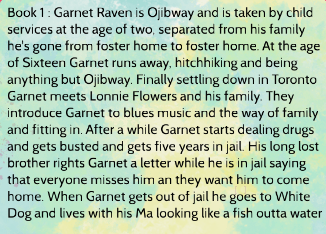 Book 1 : Garnet Raven is Ojibway and is taken by child
services at the age of two, separated from his family
he's gone from foster home to foster home. At the age
of Sixteen Garnet runs away, hitchhiking and being
anything but Ojibway. Finally settling down in Toronto
Garnet meets Lonnie Flowers and his family. They
introduce Garnet to blues music and the way of family
and fitting in. After a while Garnet starts dealing drugs
and gets busted and gets five years in jail. His long lost
brother rights Garnet a letter while he is in jail saying
that everyone misses him an they want him to come
home. When Garnet gets out of jail he goes to White
Dog and lives with his Ma looking like a fish outta water